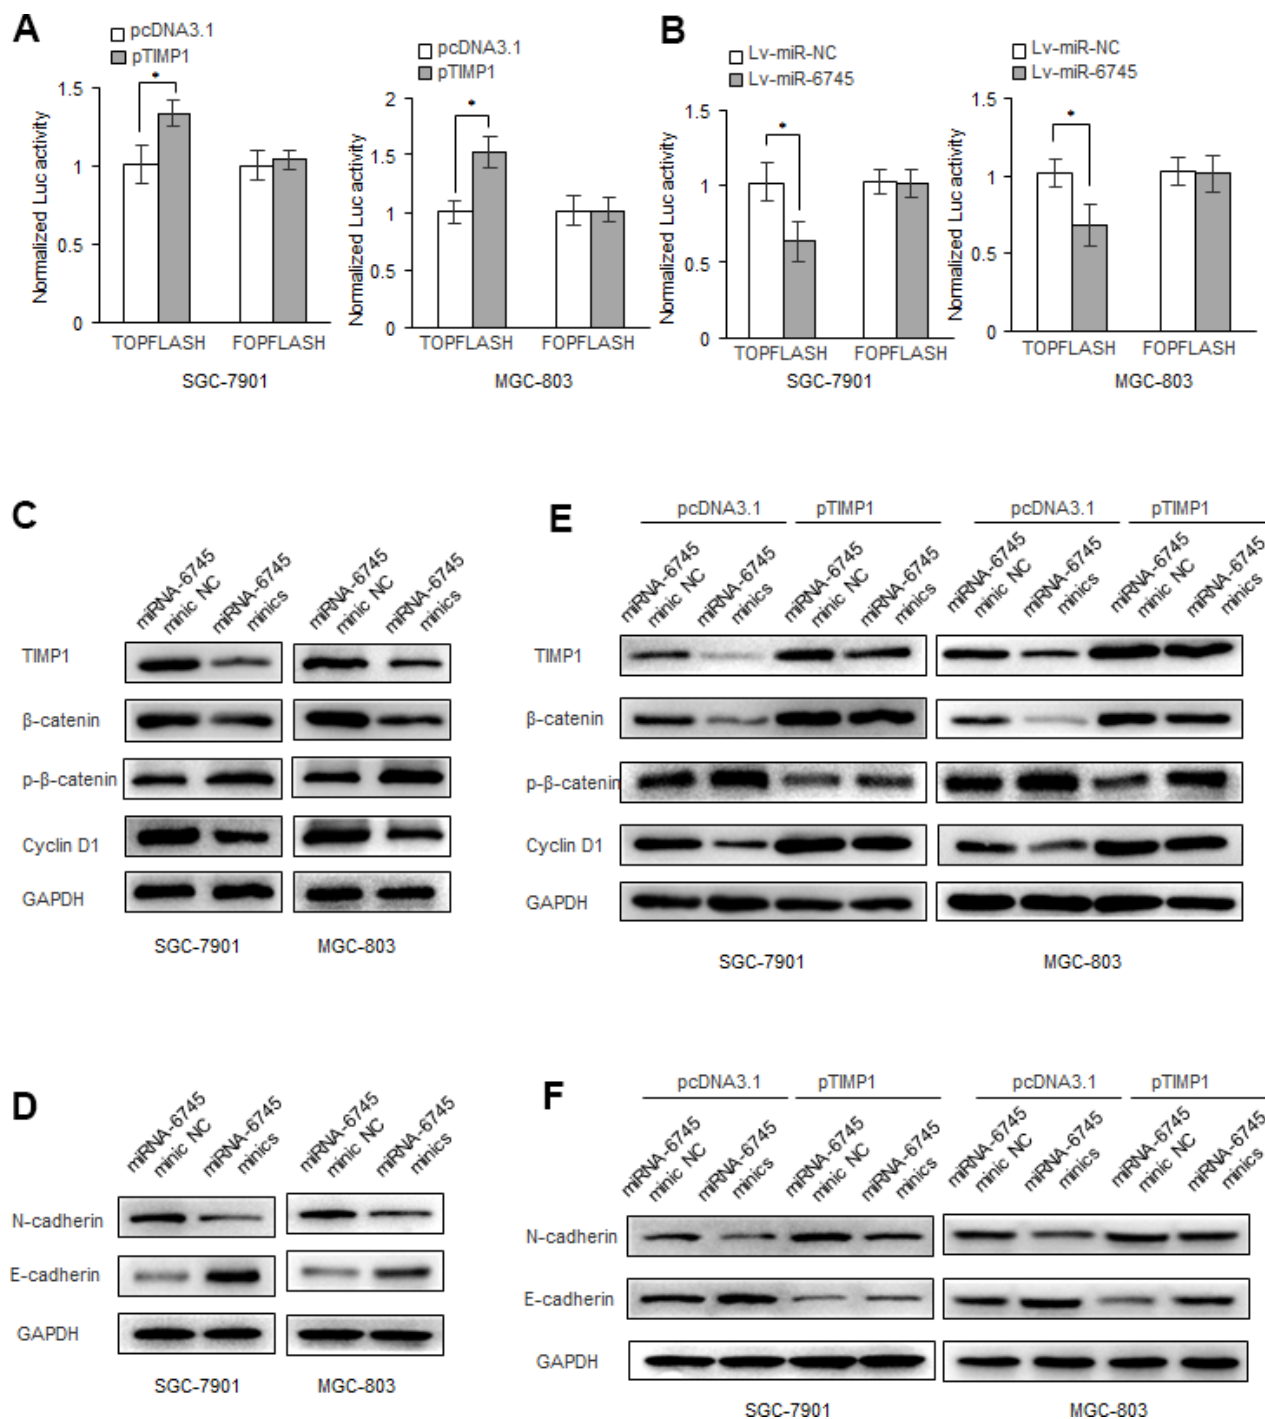 A
pcDNA3.1
pTIMP1
Normalized Luc activity
1.5
1
0.5
0
*
TOPFLASH FOPFLASH
SGC-7901
pcDNA3.1
pTIMP1
Normalized Luc activity
2
1.5
1
0.5
0
*
TOPFLASH FOPFLASH
MGC-803
B
Lv-miR-NC
Lv-miR-6745
Normalized Luc activity
1.5
1
0.5
0
*
TOPFLASH FOPFLASH
SGC-7901
Lv-miR-NC
Lv-miR-6745
Normalized Luc activity
1.5
1
0.5
0
*
TOPFLASH FOPFLASH
MGC-803
C
miRNA-6745
minic NC
miRNA-6745
minics
miRNA-6745
minic NC
miRNA-6745
minics
TIMP1
β-catenin
p-β-catenin
Cyclin D1
GAPDH
SGC-7901 MGC-803
E
pcDNA3.1 pTIMP1 pcDNA3.1 pTIMP1
miRNA-6745
minic NC
miRNA-6745
minics
miRNA-6745
minic NC
miRNA-6745
minics
miRNA-6745
minic NC
miRNA-6745
minics
miRNA-6745
minic NC
miRNA-6745
minics
TIMP1
β-catenin
p-β-catenin
Cyclin D1
GAPDH
SGC-7901 MGC-803
D
miRNA-6745
minic NC
miRNA-6745
minics
miRNA-6745
minic NC
miRNA-6745
minics
N-cadherin
E-cadherin
GAPDH
SGC-7901 MGC-803
F
pcDNA3.1 pTIMP1 pcDNA3.1 pTIMP1
miRNA-6745
minic NC
miRNA-6745
minics
miRNA-6745
minic NC
miRNA-6745
minics
miRNA-6745
minic NC
miRNA-6745
minics
miRNA-6745
minic NC
miRNA-6745
minics
N-cadherin
E-cadherin
GAPDH
SGC-7901 MGC-803